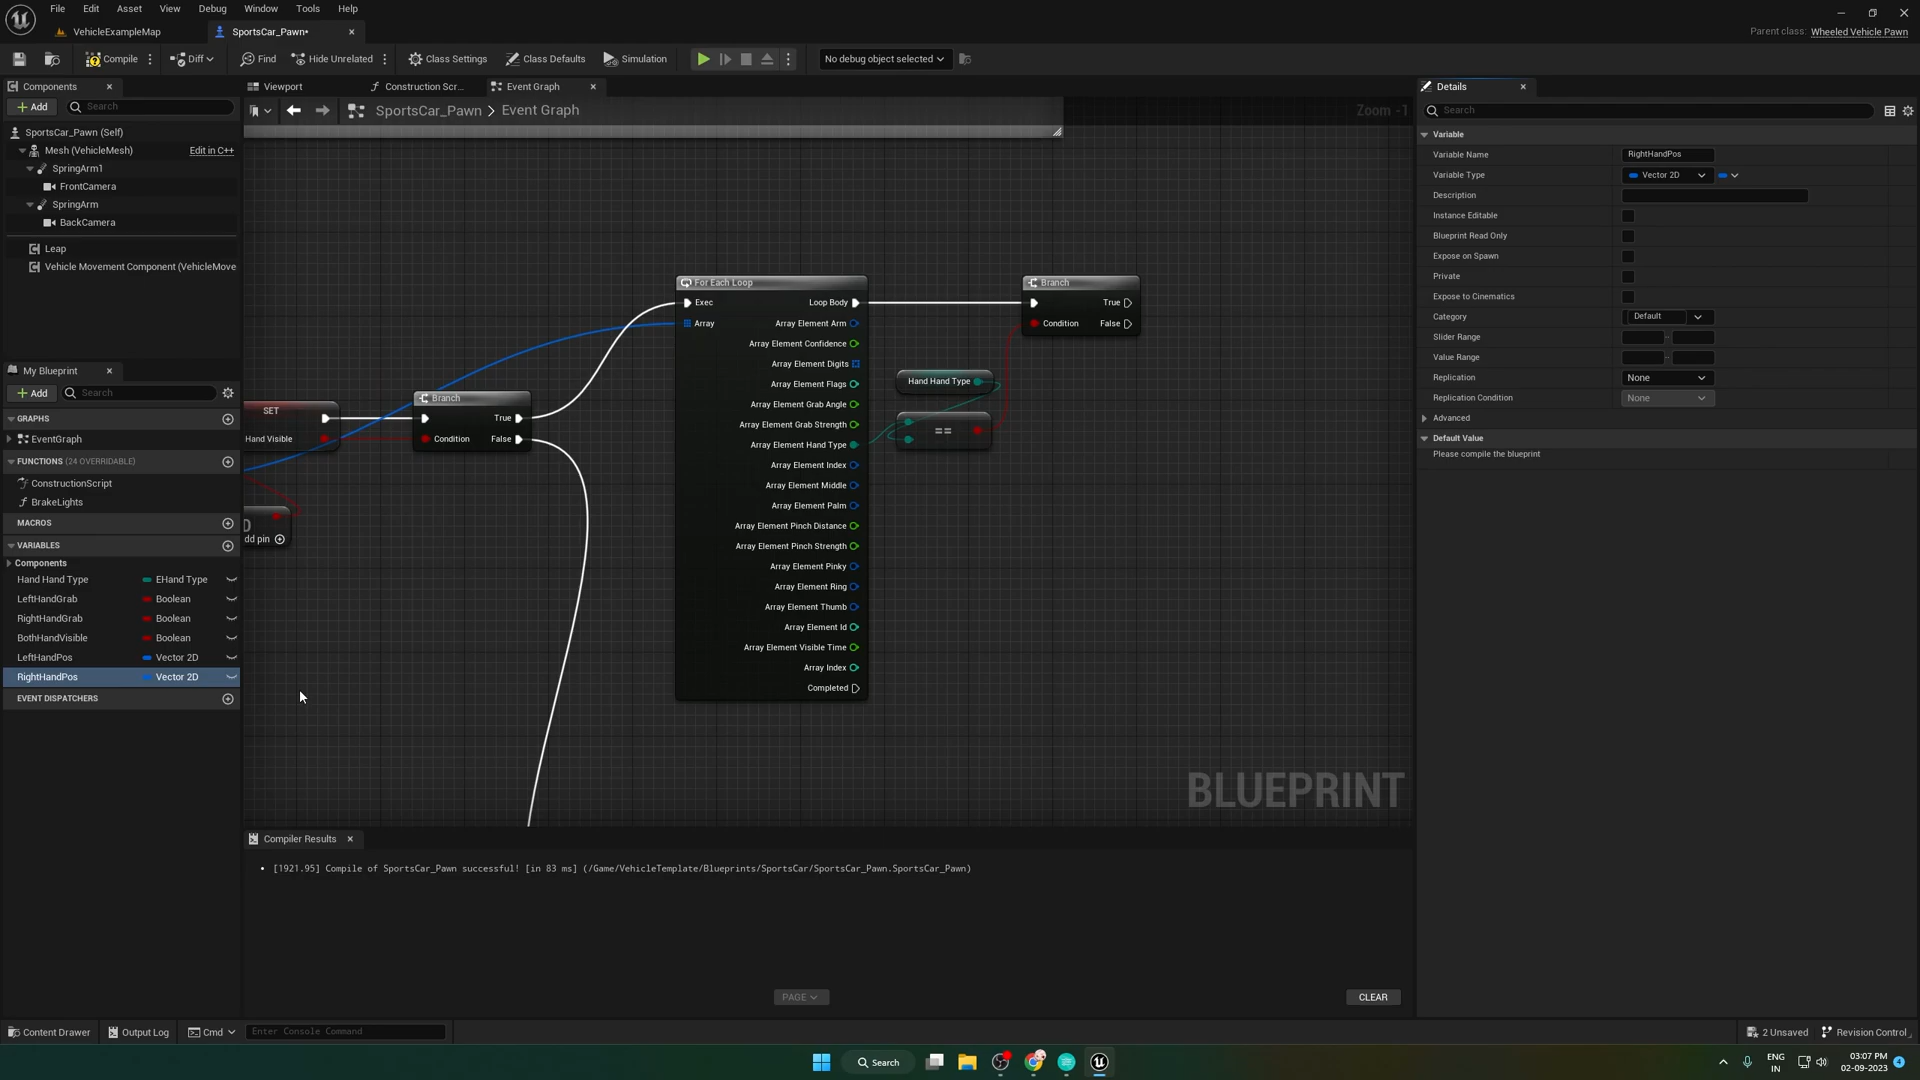 File Edit Asset View Debug Window Tools Help
VehicleExampleMap
SportsCar_Pawn•
Parent class: Wheeled Vehicle Pawn
Compile
Diff
Find
Hide Unrelated
Class Settings
Class Defaults
Simulation
No debug object selected
Components
Add
Search
SportsCar_Pawn (Self)
Mesh (VehicleMesh)
Edit in C++
SpringArm1
FrontCamera
SpringArm
BackCamera
Leap
Vehicle Movement Component (VehicleMove
My Blueprint
Add
Search
GRAPHS
EventGraph
FUNCTIONS (24 OVERRIDABLE)
ConstructionScript
BrakeLights
MACROS
VARIABLES
Components
Hand Hand Type EHand Type
LeftHandGrab Boolean
RightHandGrab Boolean
BothHandVisible Boolean
LeftHandPos Vector 2D
RightHandPos Vector 2D
EVENT DISPATCHERS
Viewport
Construction Scr...
Event Graph
SportsCar_Pawn > Event Graph
Zoom -1
SET
Hand Visible
dd pin
Branch
True
Condition False
For Each Loop
Exec Loop Body
Array Array Element Arm
Array Element Confidence
Array Element Digits
Array Element Flags
Array Element Grab Angle
Array Element Grab Strength
Array Element Hand Type
Array Element Index
Array Element Middle
Array Element Palm
Array Element Pinch Distance
Array Element Pinch Strength
Array Element Pinky
Array Element Ring
Array Element Thumb
Array Element Id
Array Element Visible Time
Array Index
Completed
Hand Hand Type
==
Branch
True
Condition False
BLUEPRINT
Compiler Results
[1921.95] Compile of SportsCar_Pawn successful! [in 83 ms] (/Game/VehicleTemplate/Blueprints/SportsCar/SportsCar_Pawn.SportsCar_Pawn)
PAGE
CLEAR
Details
Search
Variable
Variable Name RightHandPos
Variable Type Vector 2D
Description
Instance Editable
Blueprint Read Only
Expose on Spawn
Private
Expose to Cinematics
Category Default
Slider Range
Value Range
Replication None
Replication Condition None
Advanced
Default Value
Please compile the blueprint
Content Drawer
Output Log
Cmd
Enter Console Command
2 Unsaved
Revision Control
Search
ENG
IN
03:07 PM
02-09-2023
4